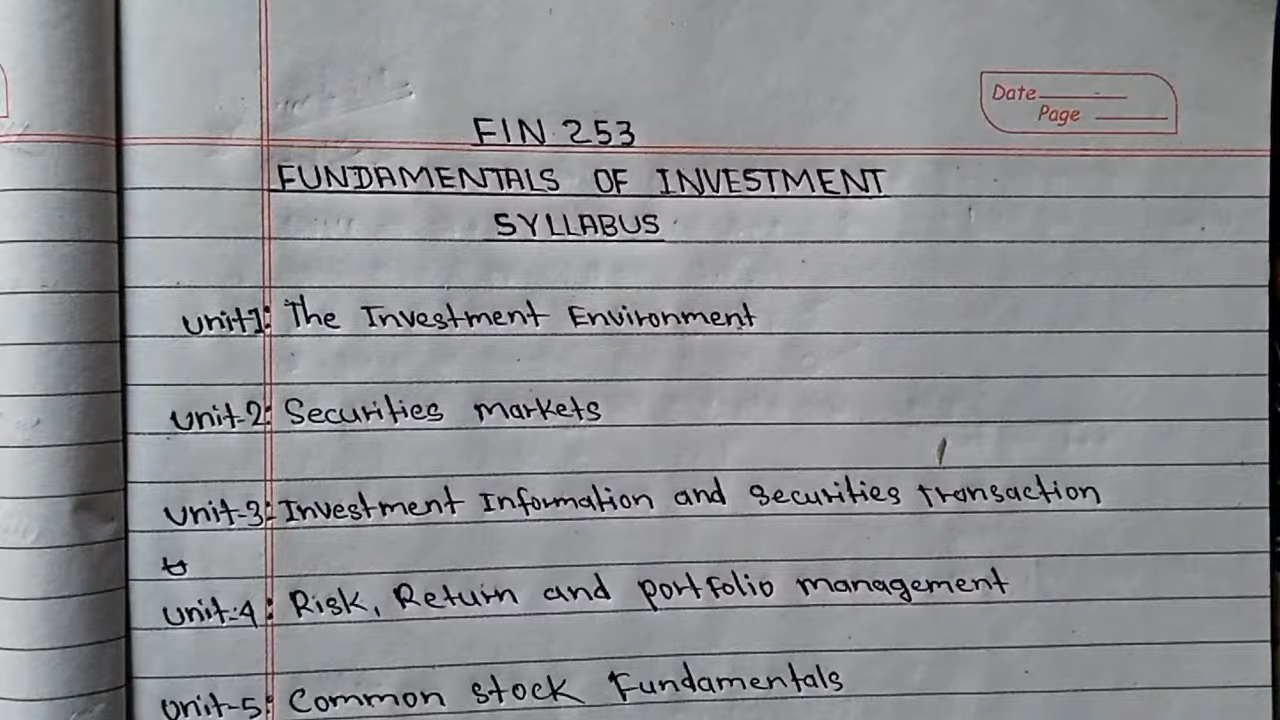 Date
Page
FIN 253
FUNDAMENTALS OF INVESTMENT
SYLLABUS
Unit1: The Investment Environment
Unit-2: Securities markets
Unit-3: Investment Information and securities transaction
Unit-4: Risk, Return and portfolio management
Unit-5: Common stock Fundamentals